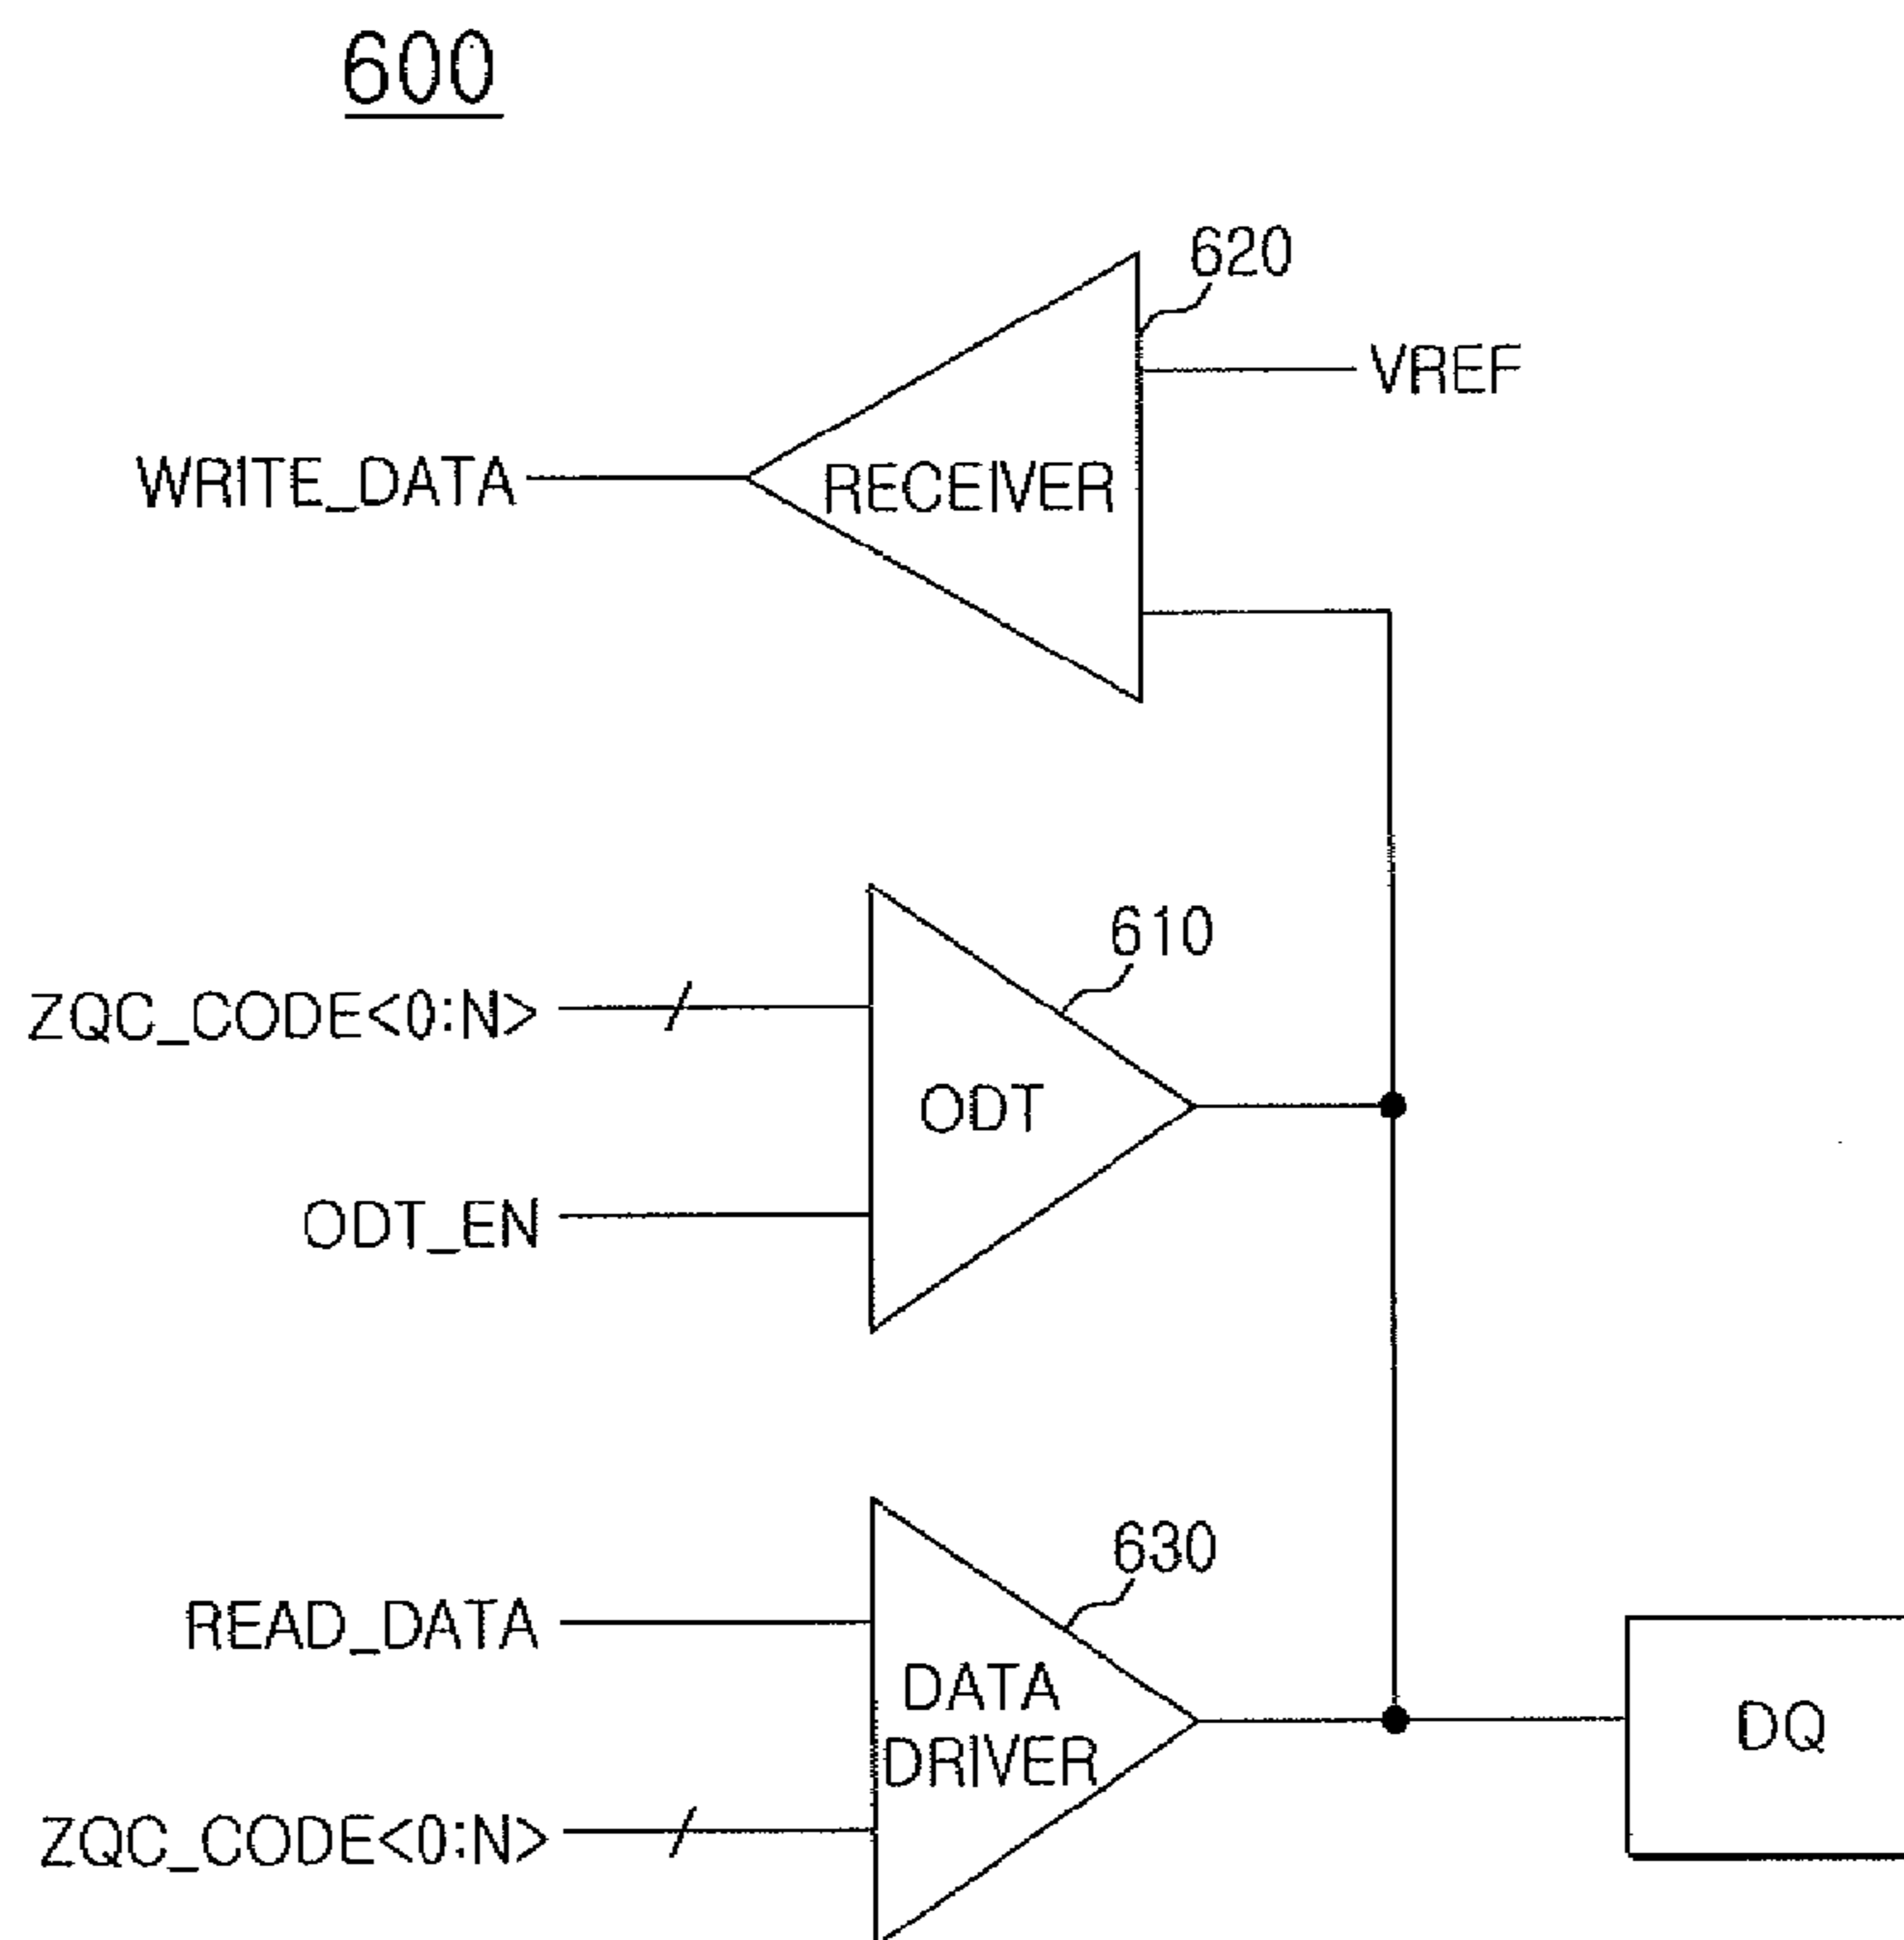 600
620
VREF
WRITE_DATA
RECEIVER
610
ZQC_CODE<0:N>
ODT
ODT_EN
630
READ_DATA
DATA
DRIVER
DQ
ZQC_CODE<0:N>